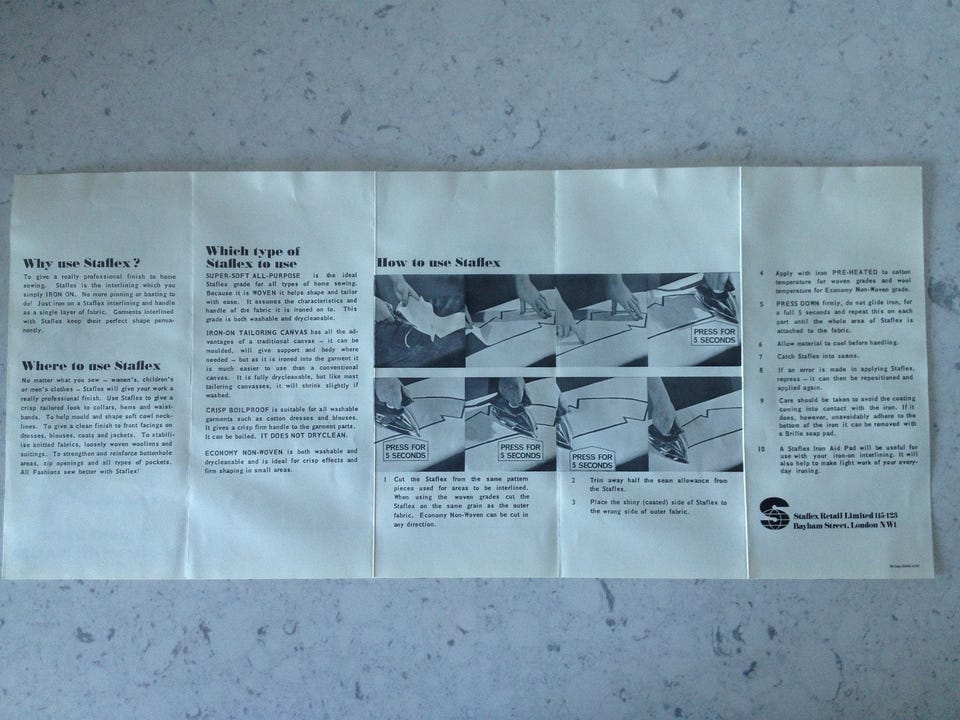 Why use Staflex?
To give a really professional finish to home
sewing. Staflex is the interlining which you
simply IRON ON. No more pinning or basting to
do! Just iron on a Staflex interlining and handle
as a single layer of fabric. Garments interlined
with Staflex keep their perfect shape perma-
nently.
Where to use Staflex
No matter what you sew – women's, children's
or men's clothes – Staflex will give your work a
really professional finish. Use Staflex to give a
crisp tailored look to collars, hems and waist-
bands. To help mould and shape soft cowl neck-
lines. To give a clean finish to front facings on
dresses, blouses, coats and jackets. To stabili-
ise knitted fabrics, loosely woven woollens and
suitings. To strengthen and reinforce buttonhole
areas, zip openings and all types of pockets.
All Fashions sew better with Staflex!
Which type of
Staflex to use
SUPER-SOFT ALL-PURPOSE is the ideal
Staflex grade for all types of home sewing.
Because it is WOVEN it helps shape and tailor
with ease. It assumes the characteristics and
handle of the fabric it is ironed on to. This
grade is both washable and drycleanable.
IRON-ON TAILORING CANVAS has all the ad-
vantages of a traditional canvas – it can be
moulded, will give support and body where
needed – but as it is ironed into the garment it
is much easier to use than a conventional
canvas. It is fully drycleanable, but like most
tailoring canvasses, it will shrink slightly if
washed.
CRISP BOILPROOF is suitable for all washable
garments such as cotton dresses and blouses.
It gives a crisp handle to the garment parts.
It can be boiled. IT DOES NOT DRYCLEAN.
ECONOMY NON-WOVEN is both washable and
drycleanable and is ideal for crisp effects and
firm shaping in small areas.
How to use Staflex
PRESS FOR
5 SECONDS
PRESS FOR
5 SECONDS
PRESS FOR
5 SECONDS
PRESS FOR
5 SECONDS
1 Cut the Staflex from the same pattern
pieces used for areas to be interlined.
When using the woven grades cut the
Staflex on the same grain as the outer
fabric. Economy Non-Woven can be cut in
any direction.
2 Trim away half the seam allowance from
the Staflex.
3 Place the shiny (coated) side of Staflex to
the wrong side of outer fabric.
4 Apply with iron PRE-HEATED to cotton
temperature for woven grades and wool
temperature for Economy Non-Woven grade.
5 PRESS DOWN firmly, do not glide iron, for
a full 5 seconds and repeat this on each
part until the whole area of Staflex is
attached to the fabric.
6 Allow material to cool before handling.
7 Catch Staflex into seams.
8 If an error is made in applying Staflex,
repress – it can then be repositioned and
applied again.
9 Care should be taken to avoid the coating
coming into contact with the iron. If it
does, however, unavoidably adhere to the
bottom of the iron it can be removed with
a Brillo soap pad.
10 A Staflex Iron Aid Pad will be useful for
use with your iron-on interlining. It will
also help to make light work of your every-
day ironing.
Staflex Retail Limited 115-123
Bayham Street, London NW1